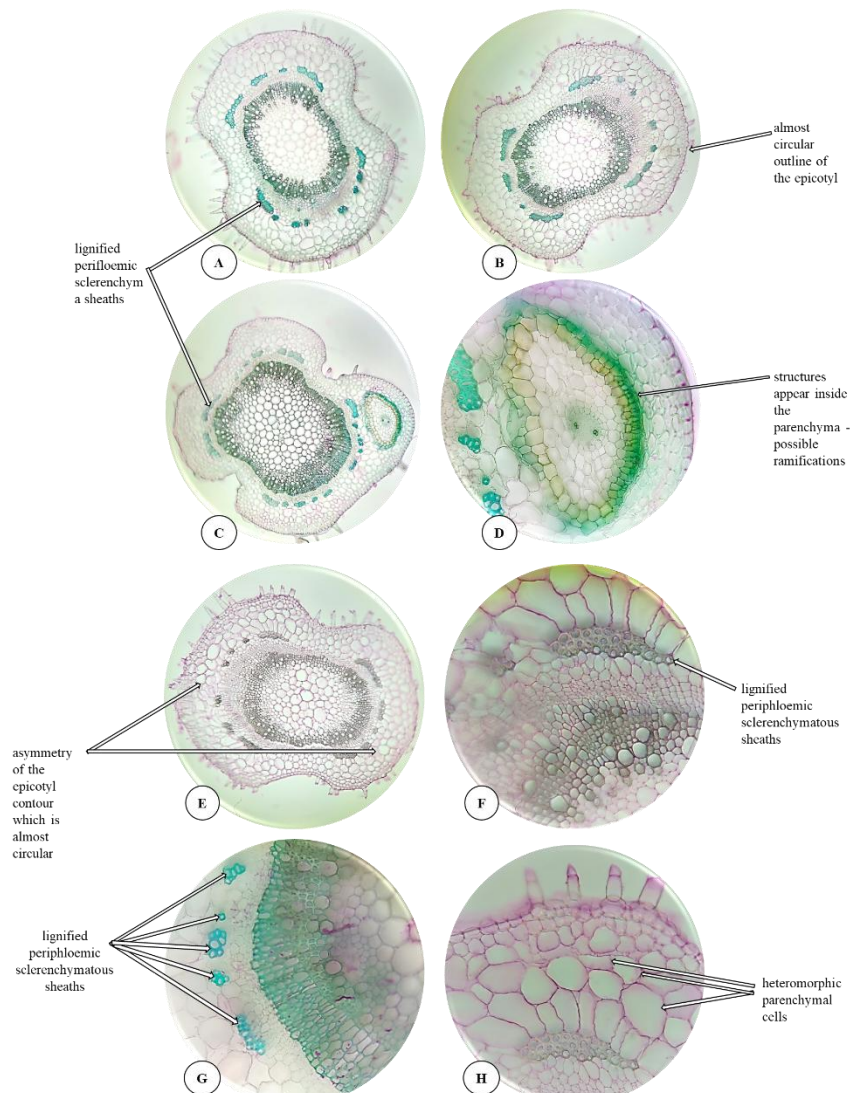 almost
circular
outline of
the epicotyl
lignified
perifloemic
sclerenchym
a sheaths
A
B
structures
appear inside
the
parenchyma -
possible
ramifications
C
D
lignified
periphloemic
sclerenchymatous
sheaths
asymmetry of
the epicotyl
contour
which is
almost
circular
E
F
lignified
periphloemic
sclerenchymatous
sheaths
heteromorphic
parenchymal
cells
G
H